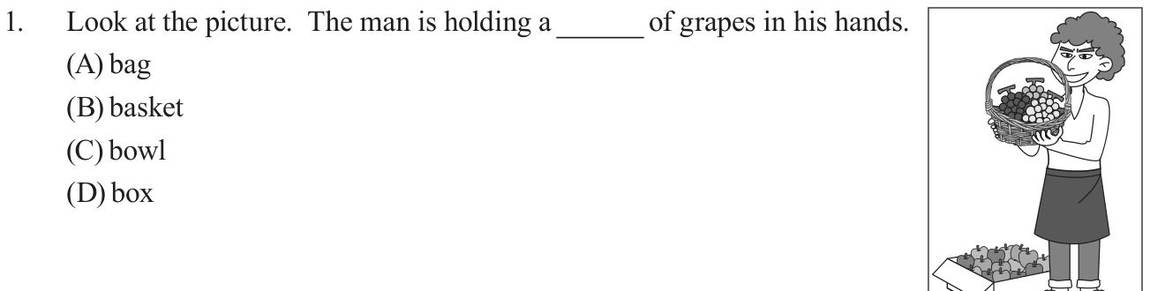 1. Look at the picture. The man is holding a ______ of grapes in his hands.
(A) bag
(B) basket
(C) bowl
(D) box